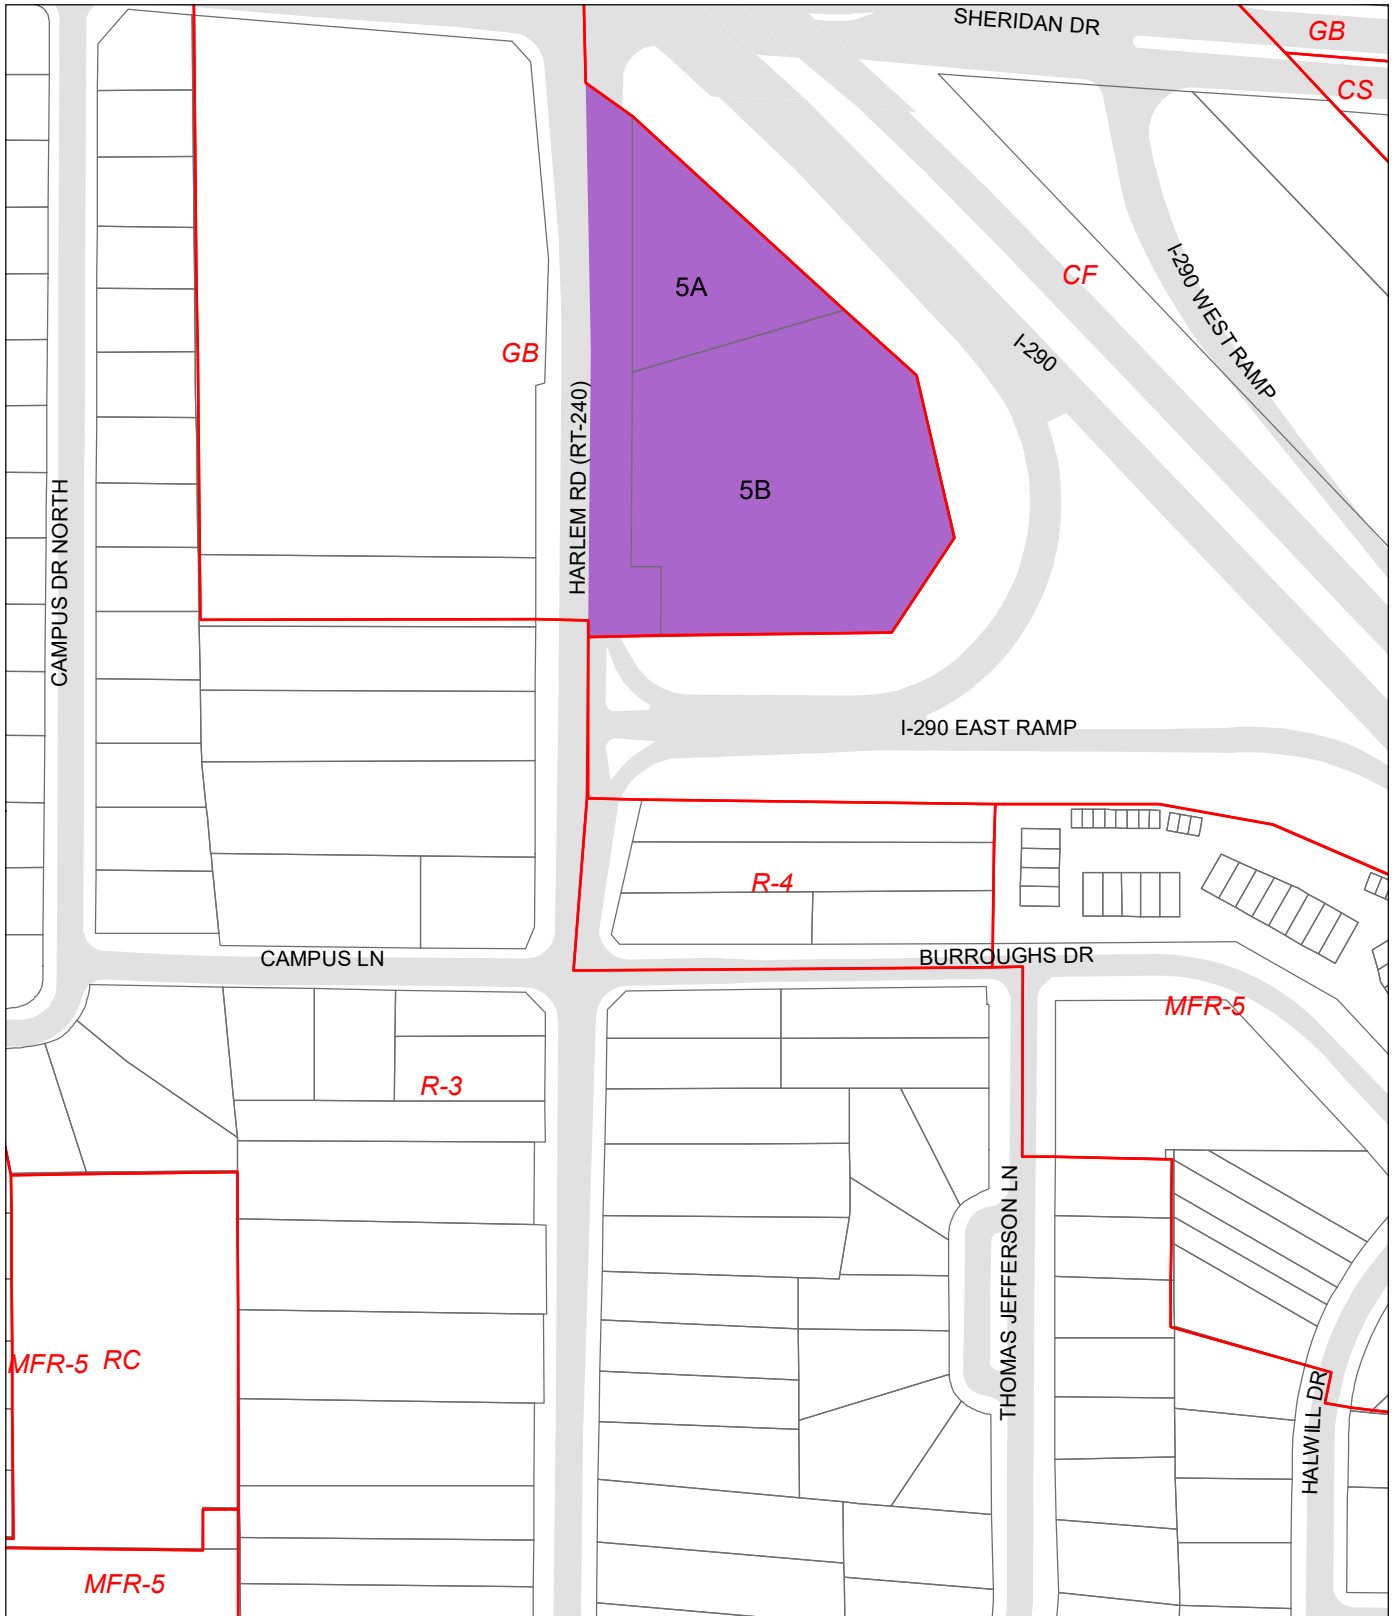 SHERIDAN DR
GB
CS
CF
I-290 WEST RAMP
5A
I-290
GB
HARLEM RD (RT-240)
5B
CAMPUS DR NORTH
I-290 EAST RAMP
R-4
CAMPUS LN
BURROUGHS DR
MFR-5
R-3
THOMAS JEFFERSON LN
MFR-5
RC
HALWILL DR
MFR-5